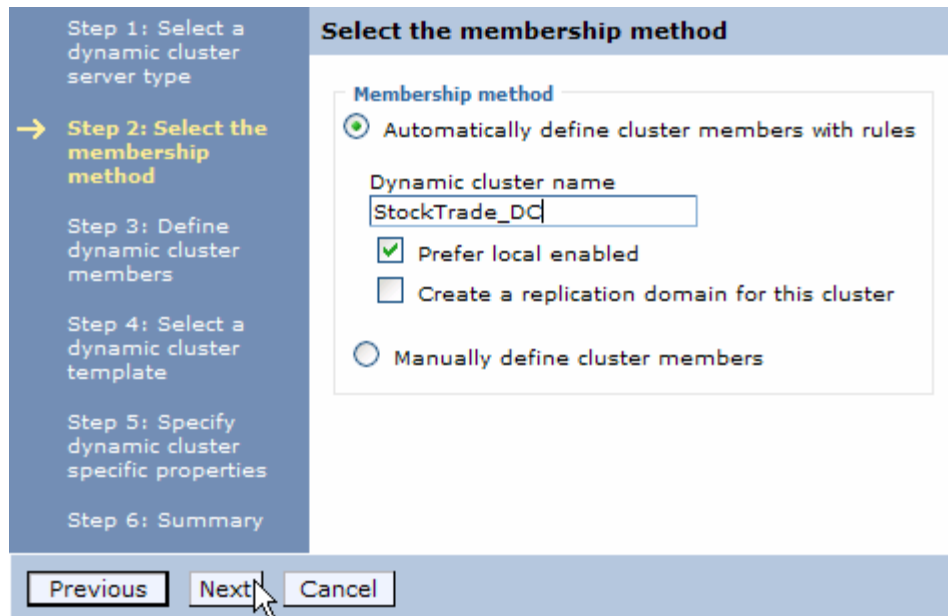 Step 1: Select a
dynamic cluster
server type
Step 2: Select the
membership
method
Step 3: Define
dynamic cluster
members
Step 4: Select a
dynamic cluster
template
Step 5: Specify
dynamic cluster
specific properties
Step 6: Summary
Select the membership method
Membership method
Automatically define cluster members with rules
Dynamic cluster name
StockTrade_DC
Prefer local enabled
Create a replication domain for this cluster
Manually define cluster members
Previous
Next
Cancel